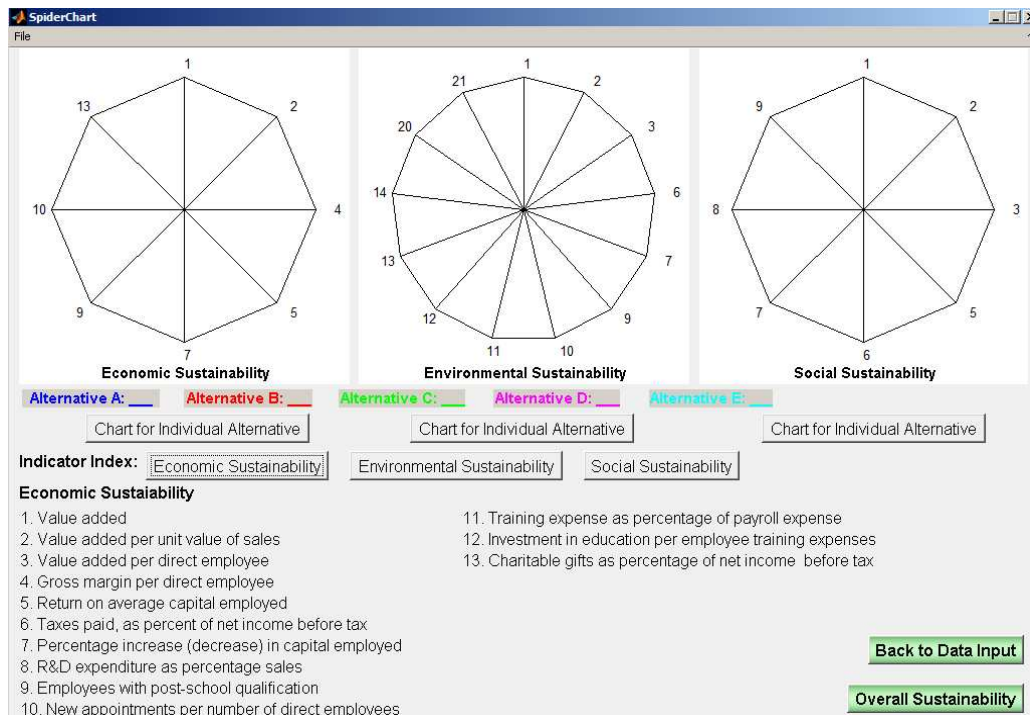 SpiderChart
File
1
2
4
5
7
9
10
13
Economic Sustainability
1
2
3
6
7
9
10
11
12
13
14
20
21
Environmental Sustainability
1
2
3
5
6
7
8
9
Social Sustainability
Alternative A: ___ Alternative B: ___ Alternative C: ___ Alternative D: ___ Alternative E: ___
Chart for Individual Alternative Chart for Individual Alternative Chart for Individual Alternative
Indicator Index: Economic Sustainability Environmental Sustainability Social Sustainability
Economic Sustaiability
1. Value added
2. Value added per unit value of sales
3. Value added per direct employee
4. Gross margin per direct employee
5. Return on average capital employed
6. Taxes paid, as percent of net income before tax
7. Percentage increase (decrease) in capital employed
8. R&D expenditure as percentage sales
9. Employees with post-school qualification
10. New appointments per number of direct employees
11. Training expense as percentage of payroll expense
12. Investment in education per employee training expenses
13. Charitable gifts as percentage of net income before tax
Back to Data Input
Overall Sustainability